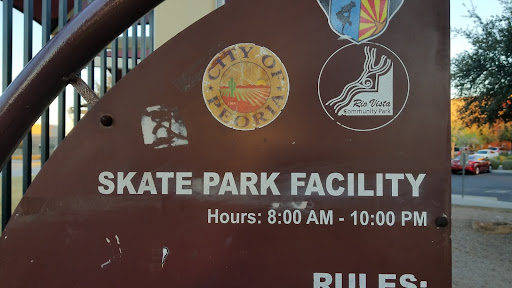 CITY OF
PEORIA
Rio Vista
Community Park
SKATE PARK FACILITY
Hours: 8:00 AM - 10:00 PM
RULES: